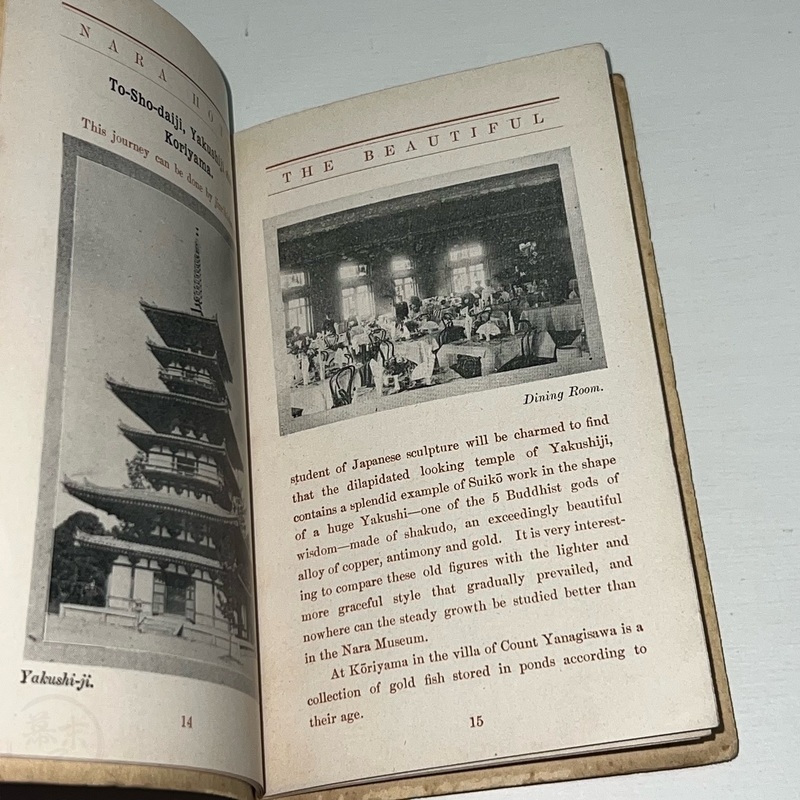 NARA HO
To-Sho-daiji, Yakushiji
Koriyama.
This journey can be done by
Yakushi-ji.
14
THE BEAUTIFUL
Dining Room.
student of Japanese sculpture will be charmed to find
that the dilapidated looking temple of Yakushiji,
contains a splendid example of Suikō work in the shape
of a huge Yakushi—one of the 5 Buddhist gods of
wisdom—made of shakudo, an exceedingly beautiful
alloy of copper, antimony and gold. It is very interest-
ing to compare these old figures with the lighter and
more graceful style that gradually prevailed, and
nowhere can the steady growth be studied better than
in the Nara Museum.
At Kōriyama in the villa of Count Yanagisawa is a
collection of gold fish stored in ponds according to
their age.
15